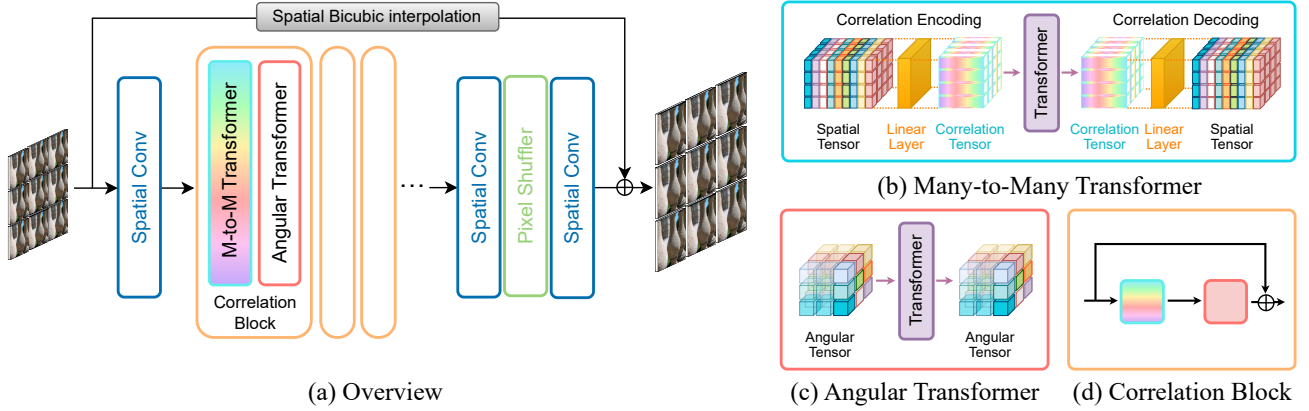 Spatial Bicubic interpolation
Spatial Conv
M-to-M Transformer
Angular Transformer
Correlation
Block
...
Spatial Conv
Pixel Shuffler
Spatial Conv
(a) Overview
Correlation Encoding
Correlation Decoding
Transformer
Spatial
Tensor
Linear
Layer
Correlation
Tensor
Correlation
Tensor
Linear
Layer
Spatial
Tensor
(b) Many-to-Many Transformer
Transformer
Angular
Tensor
Angular
Tensor
(c) Angular Transformer
(d) Correlation Block